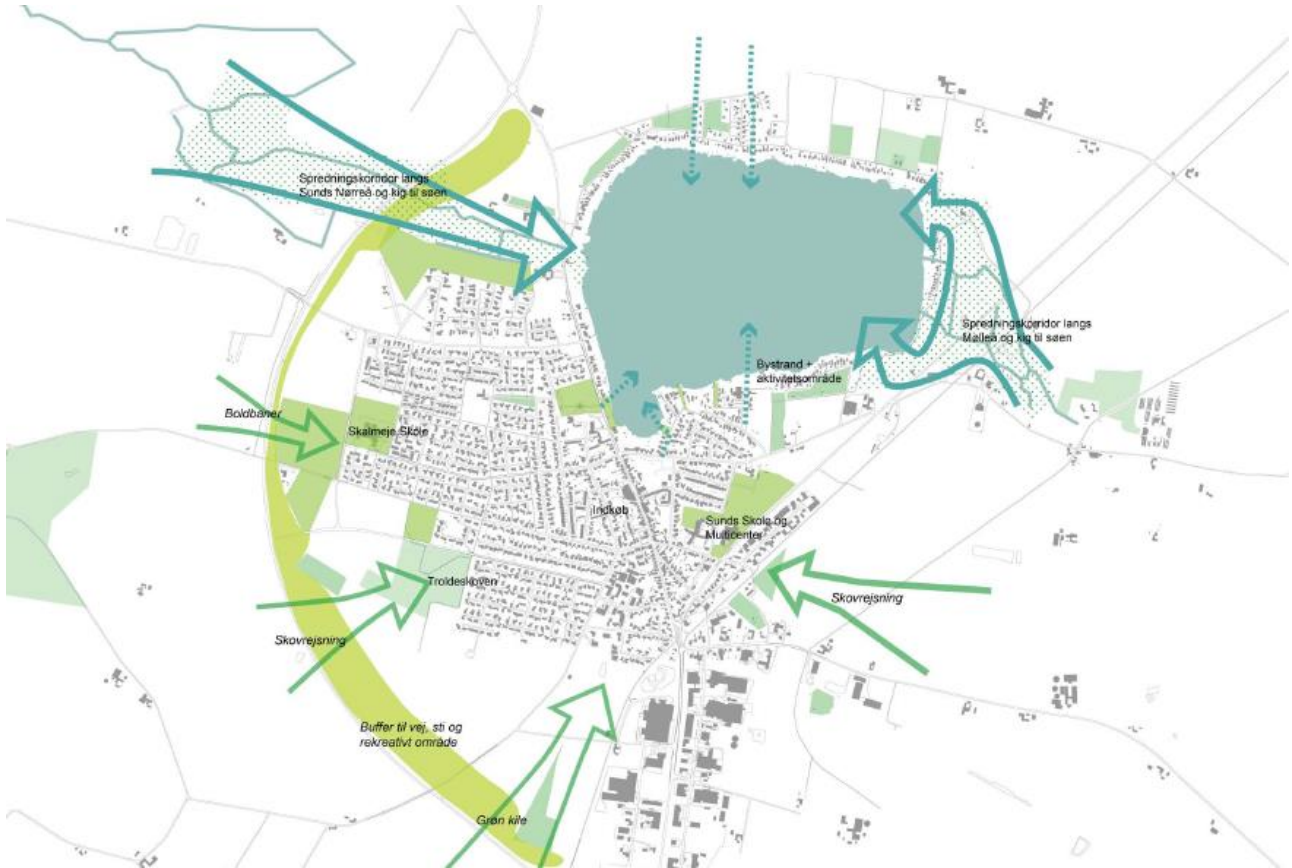 Spredningskorridor langs
Sunds Nørreå og kig til søen
Spredningskorridor langs
Mølleå og kig til søen
Bystrand +
aktivitetsområde
Boldbaner
Skalmeje Skole
Indkøb
Sunds Skole og
Multicenter
Troldeskoven
Skovrejsning
Skovrejsning
Buffer til vej, sti og
rekreativt område
Grøn kile